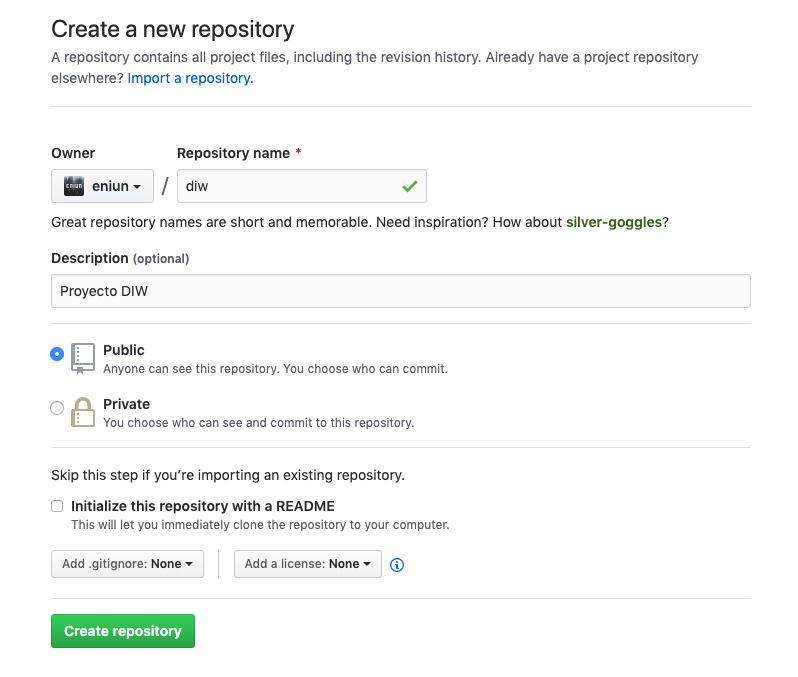 Create a new repository
A repository contains all project files, including the revision history. Already have a project repository
elsewhere? Import a repository.
Owner
Repository name *
eniun
/
diw
Great repository names are short and memorable. Need inspiration? How about silver-goggles?
Description (optional)
Proyecto DIW
Public
Anyone can see this repository. You choose who can commit.
Private
You choose who can see and commit to this repository.
Skip this step if you’re importing an existing repository.
Initialize this repository with a README
This will let you immediately clone the repository to your computer.
Add .gitignore: None
Add a license: None
Create repository